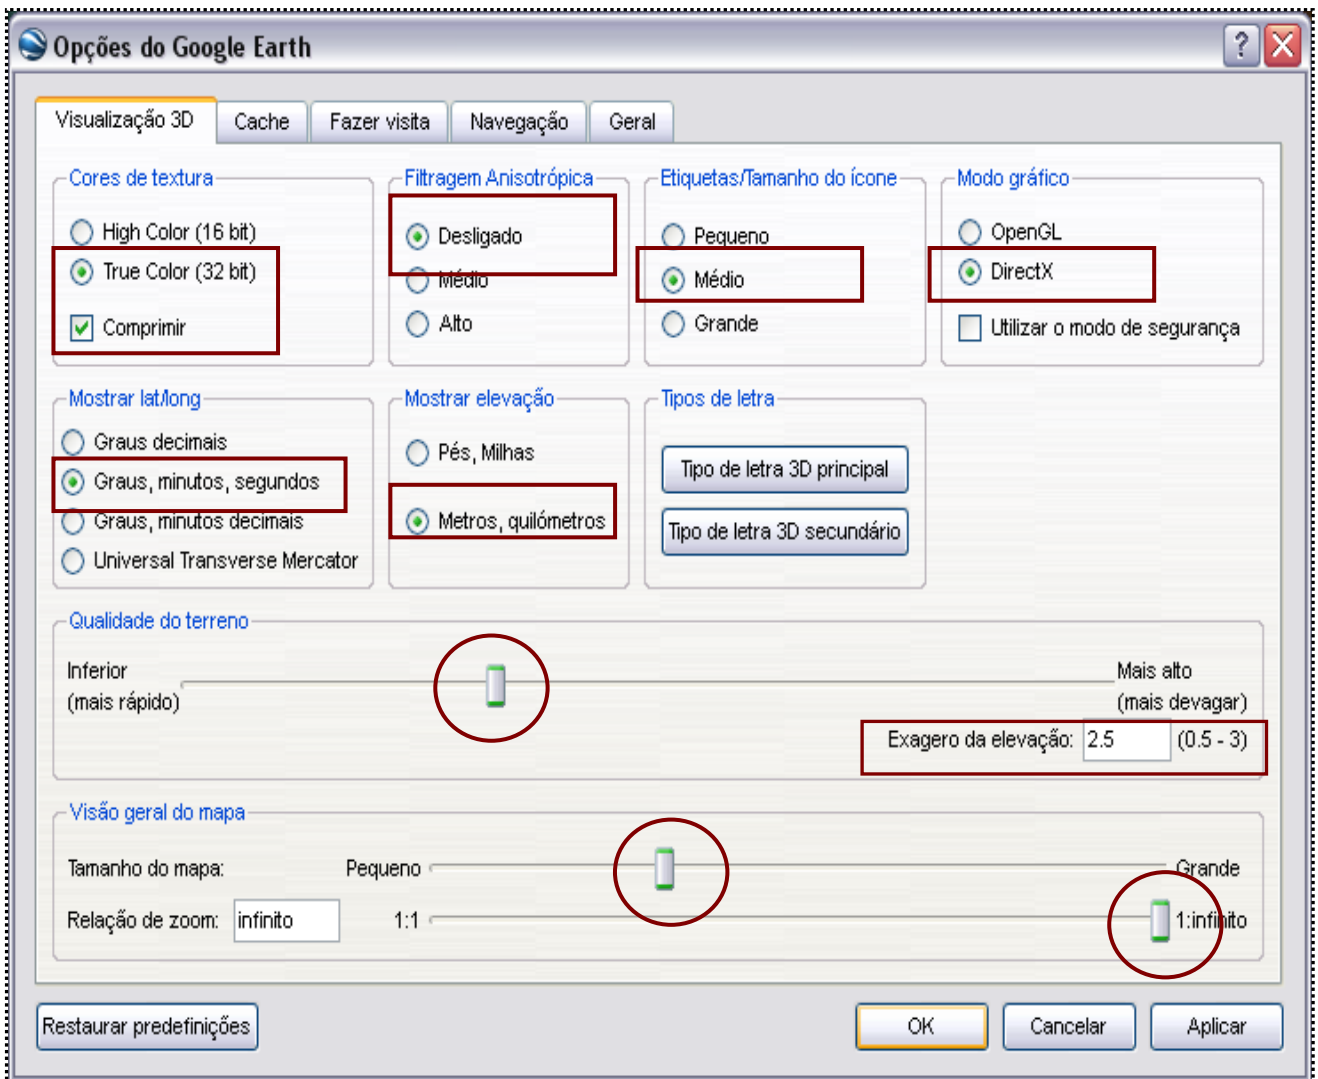 Opções do Google Earth
?
Visualização 3D Cache Fazer visita Navegação Geral
Cores de textura
High Color (16 bit)
True Color (32 bit)
Comprimir
Filtragem Anisotrópica
Desligado
Médio
Alto
Etiquetas/Tamanho do ícone
Pequeno
Médio
Grande
Modo gráfico
OpenGL
DirectX
Utilizar o modo de segurança
Mostrar lat/long
Graus decimais
Graus, minutos, segundos
Graus, minutos decimais
Universal Transverse Mercator
Mostrar elevação
Pés, Milhas
Metros, quilómetros
Tipos de letra
Tipo de letra 3D principal
Tipo de letra 3D secundário
Qualidade do terreno
Inferior
(mais rápido)
Mais alto
(mais devagar)
Exagero da elevação: 2.5 (0.5 - 3)
Visão geral do mapa
Tamanho do mapa: Pequeno Grande
Relação de zoom: infinito 1:1 1:infinito
Restaurar predefinições OK Cancelar Aplicar